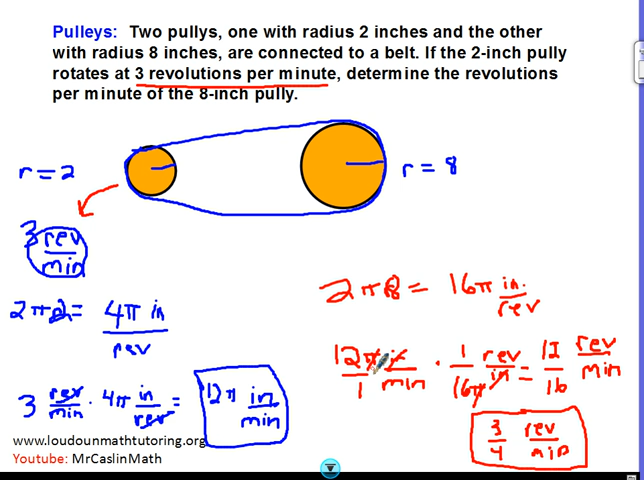 Pulleys: Two pullys, one with radius 2 inches and the other
with radius 8 inches, are connected to a belt. If the 2-inch pully
rotates at 3 revolutions per minute, determine the revolutions
per minute of the 8-inch pully.
r = 2
r = 8
3 rev/min
2π2 = 4π in/rev
3 rev/min · 4π in/rev = 12π in/min
2π8 = 16π in./rev
12π in/1 min · 1/16π rev/in = 12/16 rev/min
3/4 rev/min
www.loudounmathtutoring.org
Youtube: MrCaslinMath